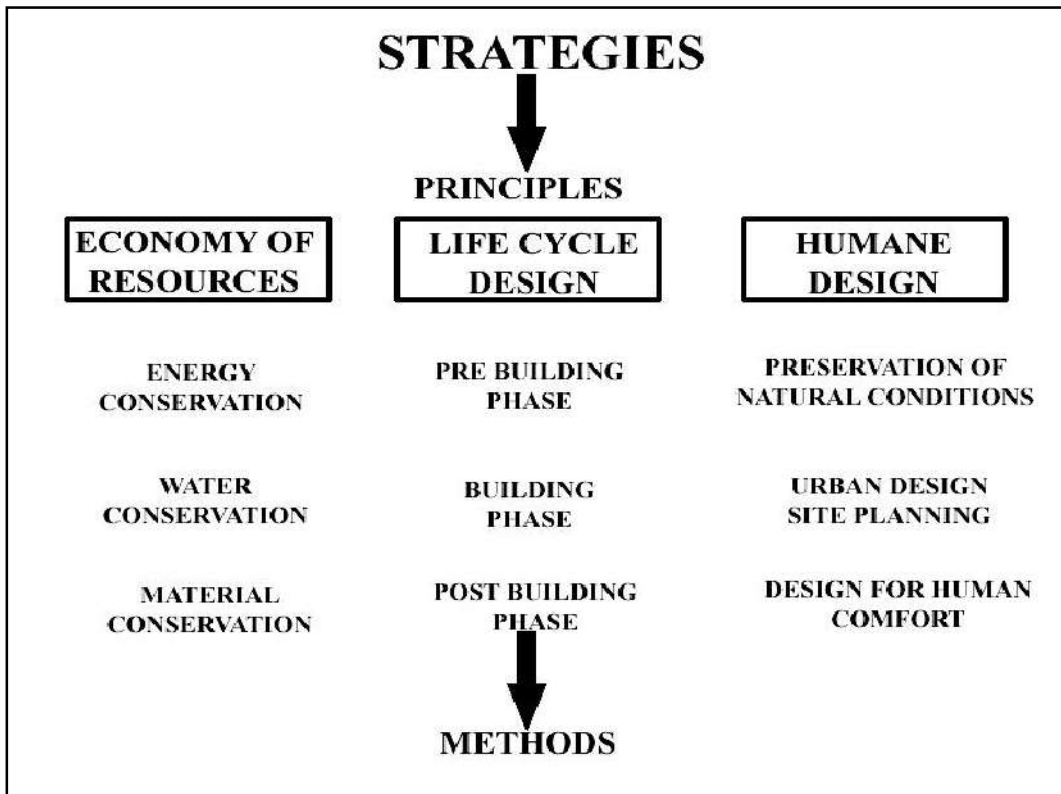 STRATEGIES
PRINCIPLES
ECONOMY OF
RESOURCES
LIFE CYCLE
DESIGN
HUMANE
DESIGN
ENERGY
CONSERVATION
PRE BUILDING
PHASE
PRESERVATION OF
NATURAL CONDITIONS
WATER
CONSERVATION
BUILDING
PHASE
URBAN DESIGN
SITE PLANNING
MATERIAL
CONSERVATION
POST BUILDING
PHASE
DESIGN FOR HUMAN
COMFORT
METHODS